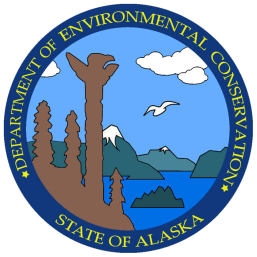 DEPARTMENT OF ENVIRONMENTAL CONSERVATION
STATE OF ALASKA